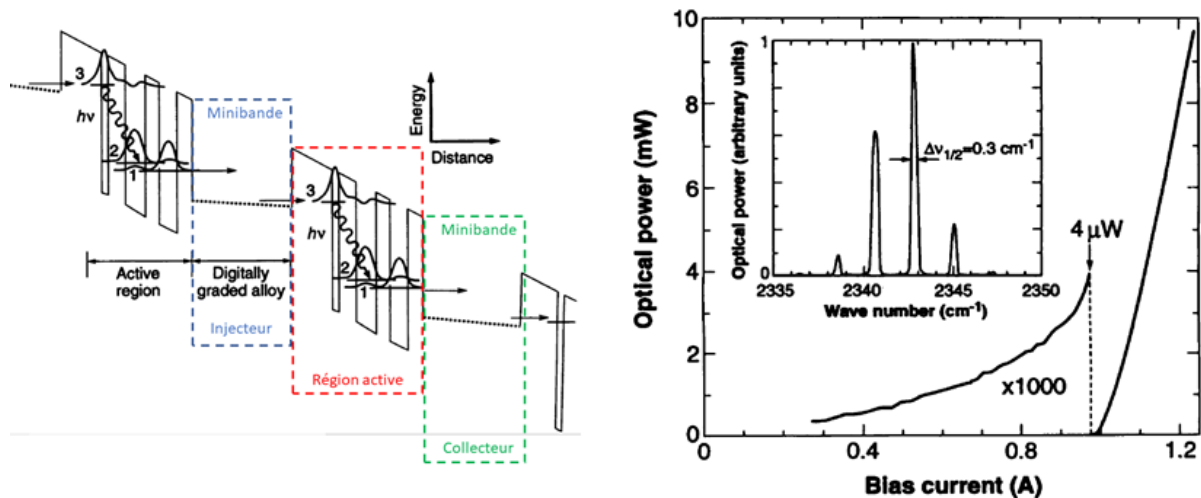 3
hν
2
1
Minibande
Energy
Distance
Active
region
Digitally
graded alloy
Injecteur
3
hν
2
1
Région active
Minibande
Collecteur
Optical power (mW)
10
8
6
4
2
0
0.4
0.8
1.2
Bias current (A)
x1000
4 µW
Optical power (arbitrary units)
1
0
2335
2340
2345
2350
Wave number (cm⁻¹)
Δν₁/₂=0.3 cm⁻¹